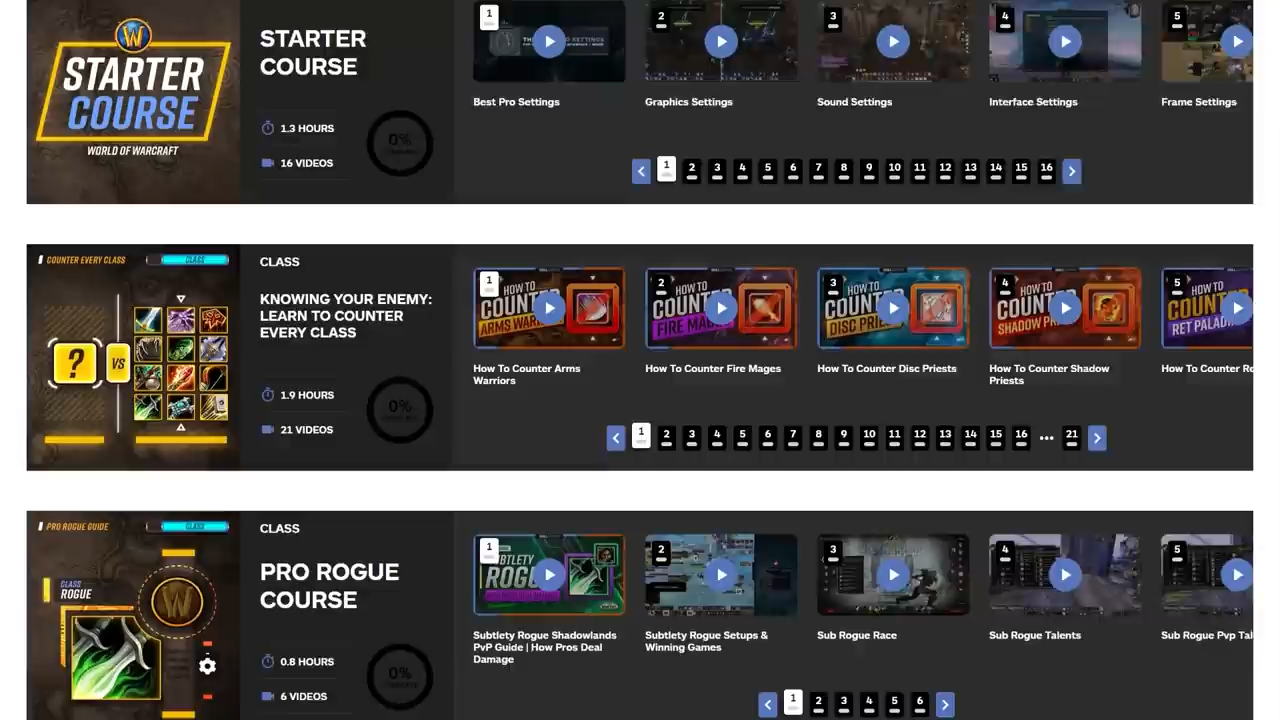 STARTER
COURSE
WORLD OF WARCRAFT
STARTER
COURSE
1.3 HOURS
16 VIDEOS
0%
1
2
3
4
5
Best Pro Settings
Graphics Settings
Sound Settings
Interface Settings
Frame Settings
1 2 3 4 5 6 7 8 9 10 11 12 13 14 15 16
COUNTER EVERY CLASS
CLASS
?
VS
CLASS
KNOWING YOUR ENEMY:
LEARN TO COUNTER
EVERY CLASS
1.9 HOURS
21 VIDEOS
0%
1
HOW TO
COUNTER
ARMS WAR
2
HOW TO
COUNTER
FIRE MAG
3
HOW TO
COUNT
DISC PRIEST
4
HOW TO
COUNTER
SHADOW PR
5
HOW TO
COUN
RET PALADI
How To Counter Arms
Warriors
How To Counter Fire Mages
How To Counter Disc Priests
How To Counter Shadow
Priests
How To Counter Re
1 2 3 4 5 6 7 8 9 10 11 12 13 14 15 16 ••• 21
PRO ROGUE GUIDE
CLASS
CLASS
ROGUE
CLASS
PRO ROGUE
COURSE
0.8 HOURS
6 VIDEOS
0%
1
SUBTLETY
ROG
2
3
4
5
Subtlety Rogue Shadowlands
PvP Guide | How Pros Deal
Damage
Subtlety Rogue Setups &
Winning Games
Sub Rogue Race
Sub Rogue Talents
Sub Rogue Pvp Tal
1 2 3 4 5 6